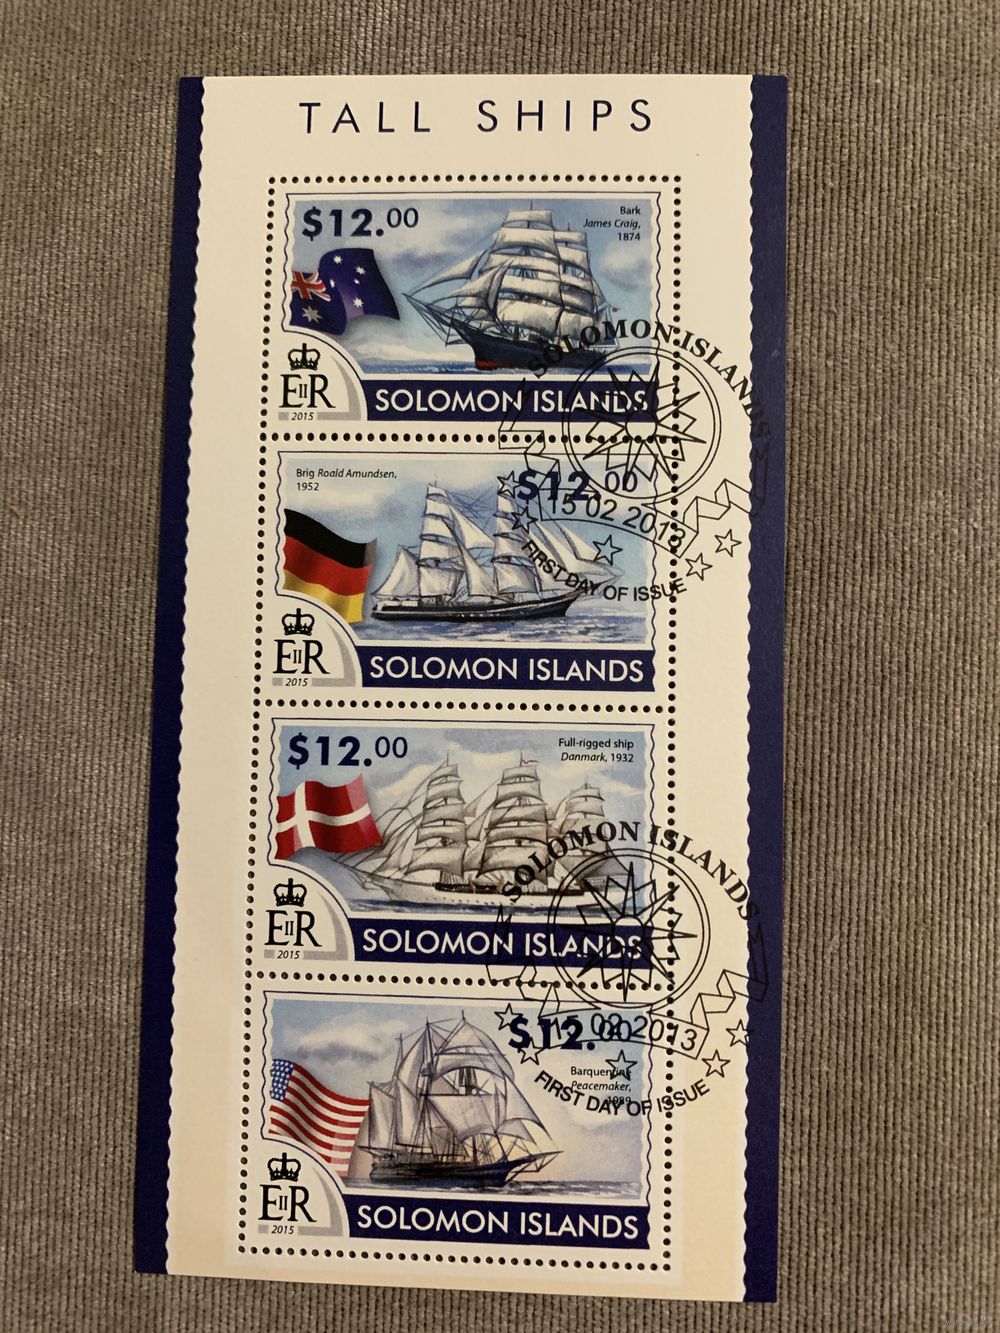 TALL SHIPS
$12.00
Bark
James Craig,
1874
EIIR
2015
SOLOMON ISLANDS
SOLOMON ISLANDS
Brig Roald Amundsen,
1952
$12.00
15 02 2013
FIRST DAY OF ISSUE
EIIR
2015
SOLOMON ISLANDS
$12.00
Full-rigged ship
Danmark, 1932
SOLOMON ISLANDS
EIIR
2015
SOLOMON ISLANDS
$12.00
15 02 2013
Barquentine
Peacemaker,
FIRST DAY OF ISSUE
EIIR
2015
SOLOMON ISLANDS